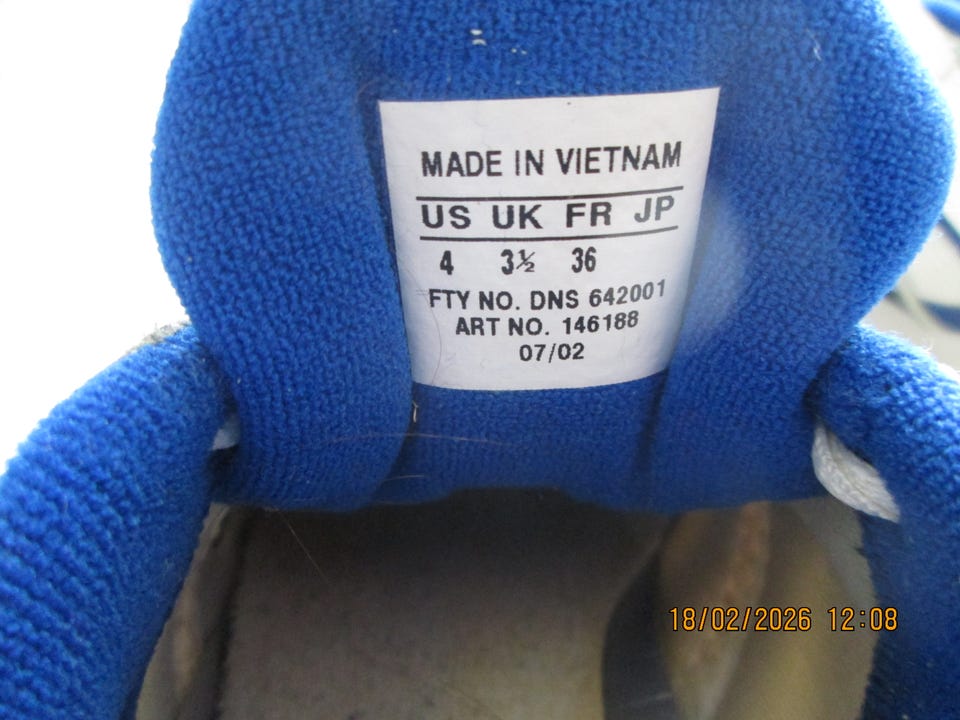 MADE IN VIETNAM
US UK FR JP
4 3½ 36
FTY NO. DNS 642001
ART NO. 146188
07/02
18/02/2026 12:08